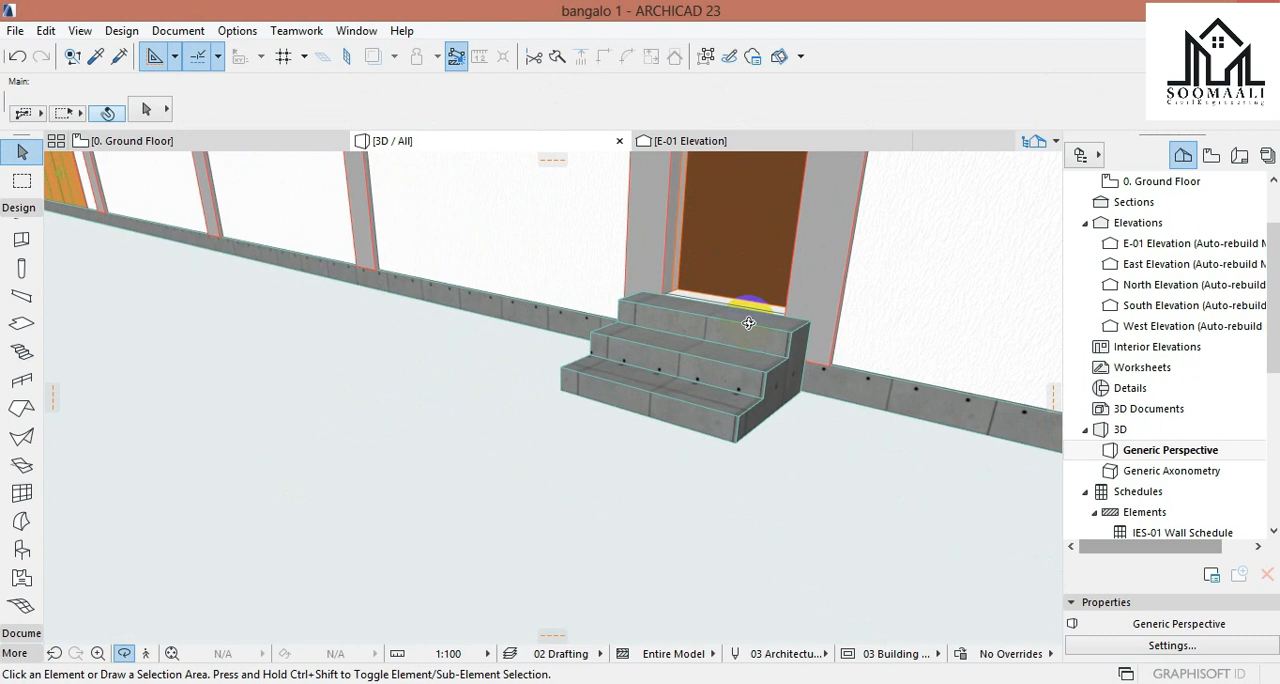 bangalo 1 - ARCHICAD 23
File Edit View Design Document Options Teamwork Window Help
SOOMAALI
Civil Engineering
Main:
[0. Ground Floor]
[3D / All]
[E-01 Elevation]
Design
Docume
More
0. Ground Floor
Sections
Elevations
E-01 Elevation (Auto-rebuild M
East Elevation (Auto-rebuild M
North Elevation (Auto-rebuild
South Elevation (Auto-rebuild
West Elevation (Auto-rebuild
Interior Elevations
Worksheets
Details
3D Documents
3D
Generic Perspective
Generic Axonometry
Schedules
Elements
IES-01 Wall Schedule
Properties
Generic Perspective
Settings...
N/A N/A 1:100 02 Drafting Entire Model 03 Architectu... 03 Building ... No Overrides
Click an Element or Draw a Selection Area. Press and Hold Ctrl+Shift to Toggle Element/Sub-Element Selection.
GRAPHISOFT ID